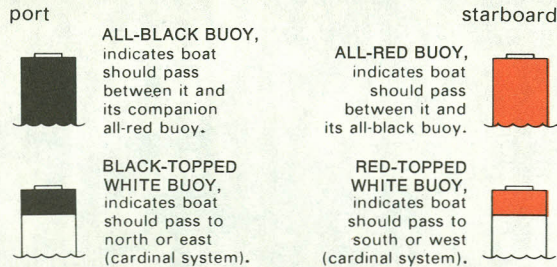 port
starboard
ALL-BLACK BUOY,
indicates boat
should pass
between it and
its companion
all-red buoy.
ALL-RED BUOY,
indicates boat
should pass
between it and
its all-black buoy.
BLACK-TOPPED
WHITE BUOY,
indicates boat
should pass to
north or east
(cardinal system).
RED-TOPPED
WHITE BUOY,
indicates boat
should pass to
south or west
(cardinal system).